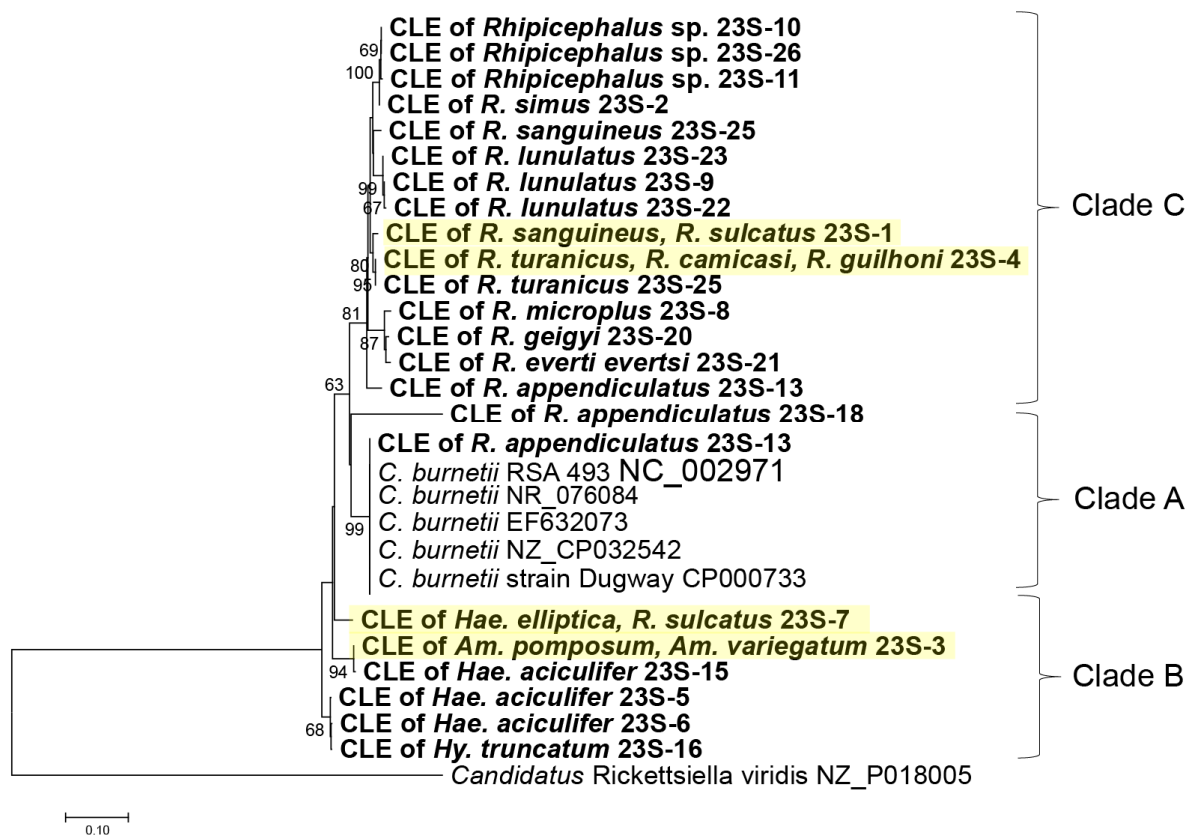 CLE of Rhipicephalus sp. 23S-10
69
CLE of Rhipicephalus sp. 23S-26
100
CLE of Rhipicephalus sp. 23S-11
CLE of R. simus 23S-2
CLE of R. sanguineus 23S-25
CLE of R. lunulatus 23S-23
99
CLE of R. lunulatus 23S-9
67
CLE of R. lunulatus 23S-22
Clade C
CLE of R. sanguineus, R. sulcatus 23S-1
80
CLE of R. turanicus, R. camicasi, R. guilhoni 23S-4
95
CLE of R. turanicus 23S-25
81
CLE of R. microplus 23S-8
87
CLE of R. geigyi 23S-20
CLE of R. everti evertsi 23S-21
63
CLE of R. appendiculatus 23S-13
CLE of R. appendiculatus 23S-18
CLE of R. appendiculatus 23S-13
C. burnetii RSA 493 NC_002971
C. burnetii NR_076084
Clade A
99
C. burnetii EF632073
C. burnetii NZ_CP032542
C. burnetii strain Dugway CP000733
CLE of Hae. elliptica, R. sulcatus 23S-7
CLE of Am. pomposum, Am. variegatum 23S-3
94
CLE of Hae. aciculifer 23S-15
Clade B
CLE of Hae. aciculifer 23S-5
68
CLE of Hae. aciculifer 23S-6
CLE of Hy. truncatum 23S-16
Candidatus Rickettsiella viridis NZ_P018005
0.10